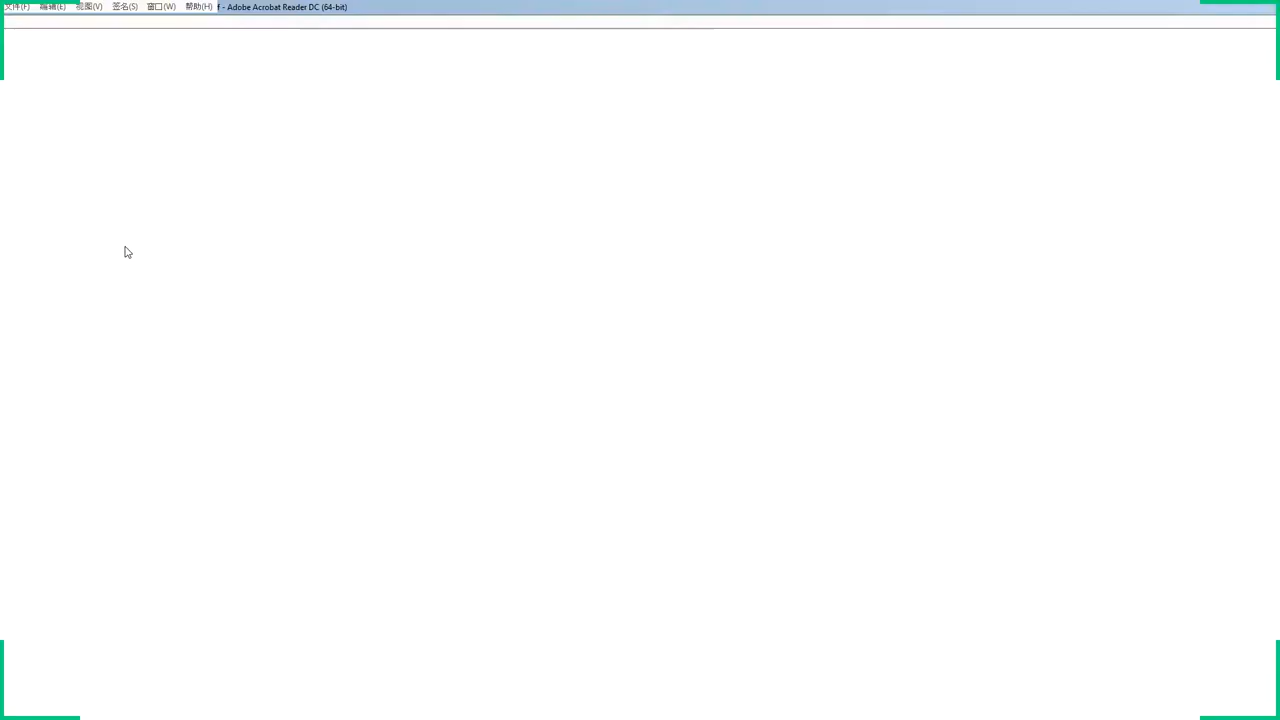 文件(F) 编辑(E) 视图(V) 签名(S) 窗口(W) 帮助(H) f - Adobe Acrobat Reader DC (64-bit)